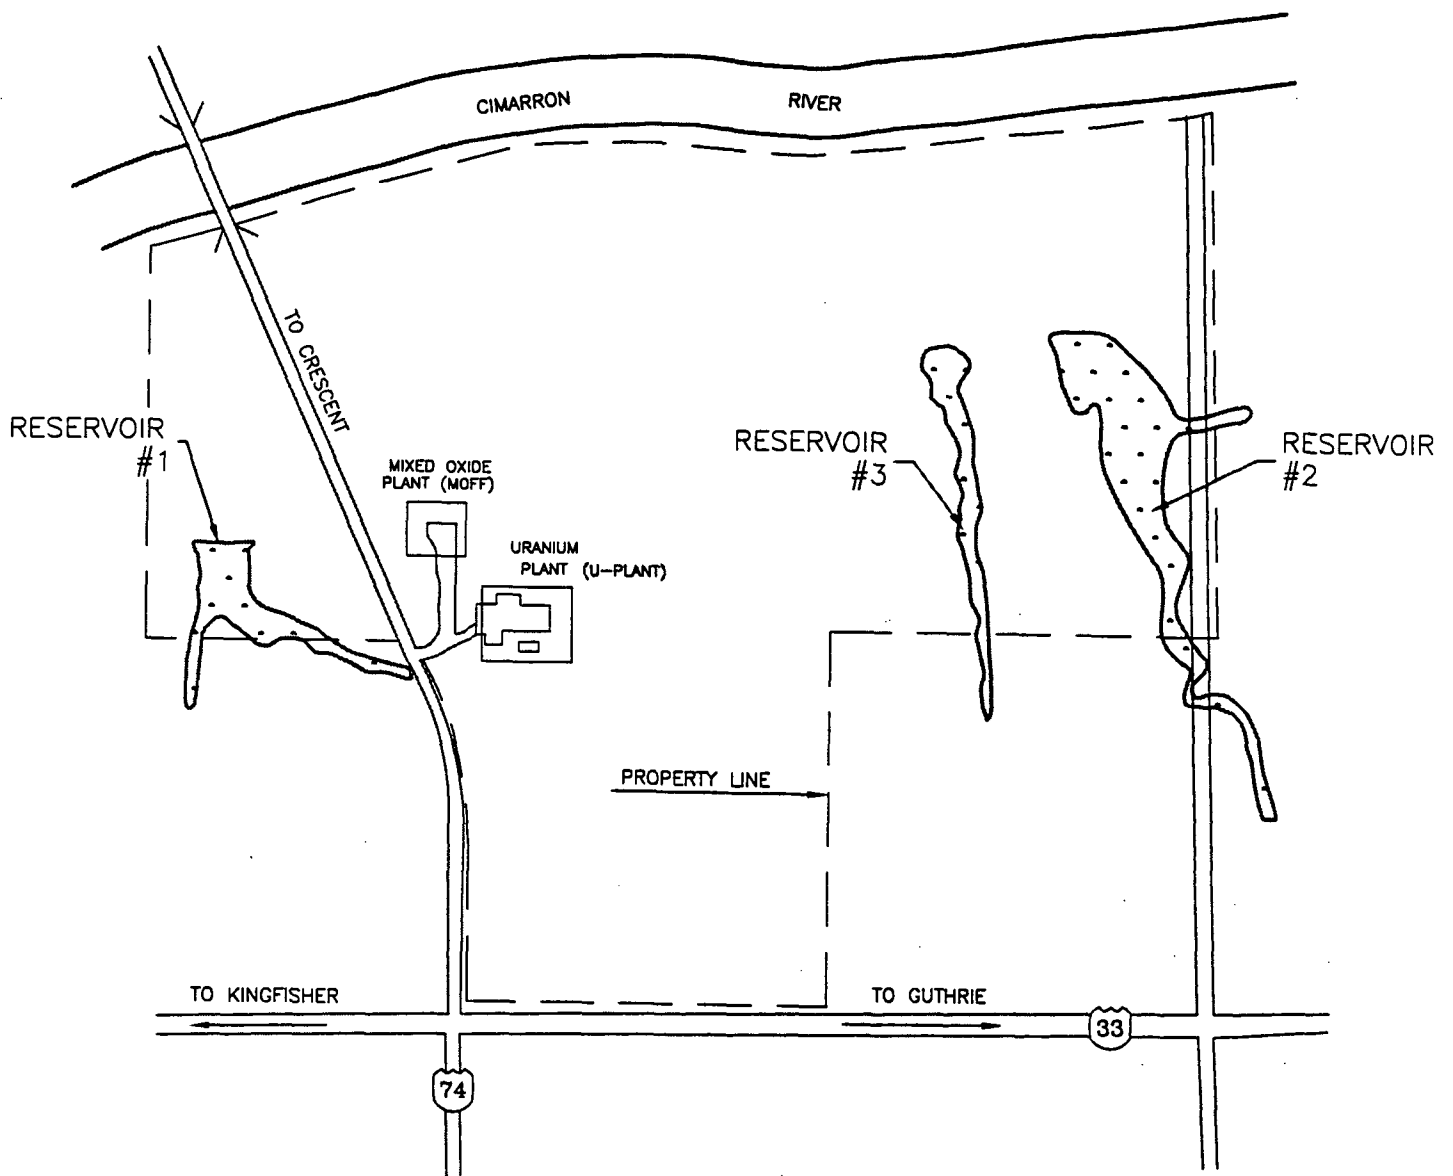 CIMARRON RIVER
TO CRESCENT
RESERVOIR
#1
MIXED OXIDE
PLANT (MOFF)
URANIUM
PLANT (U-PLANT)
RESERVOIR
#3
RESERVOIR
#2
PROPERTY LINE
TO KINGFISHER
TO GUTHRIE
33
74